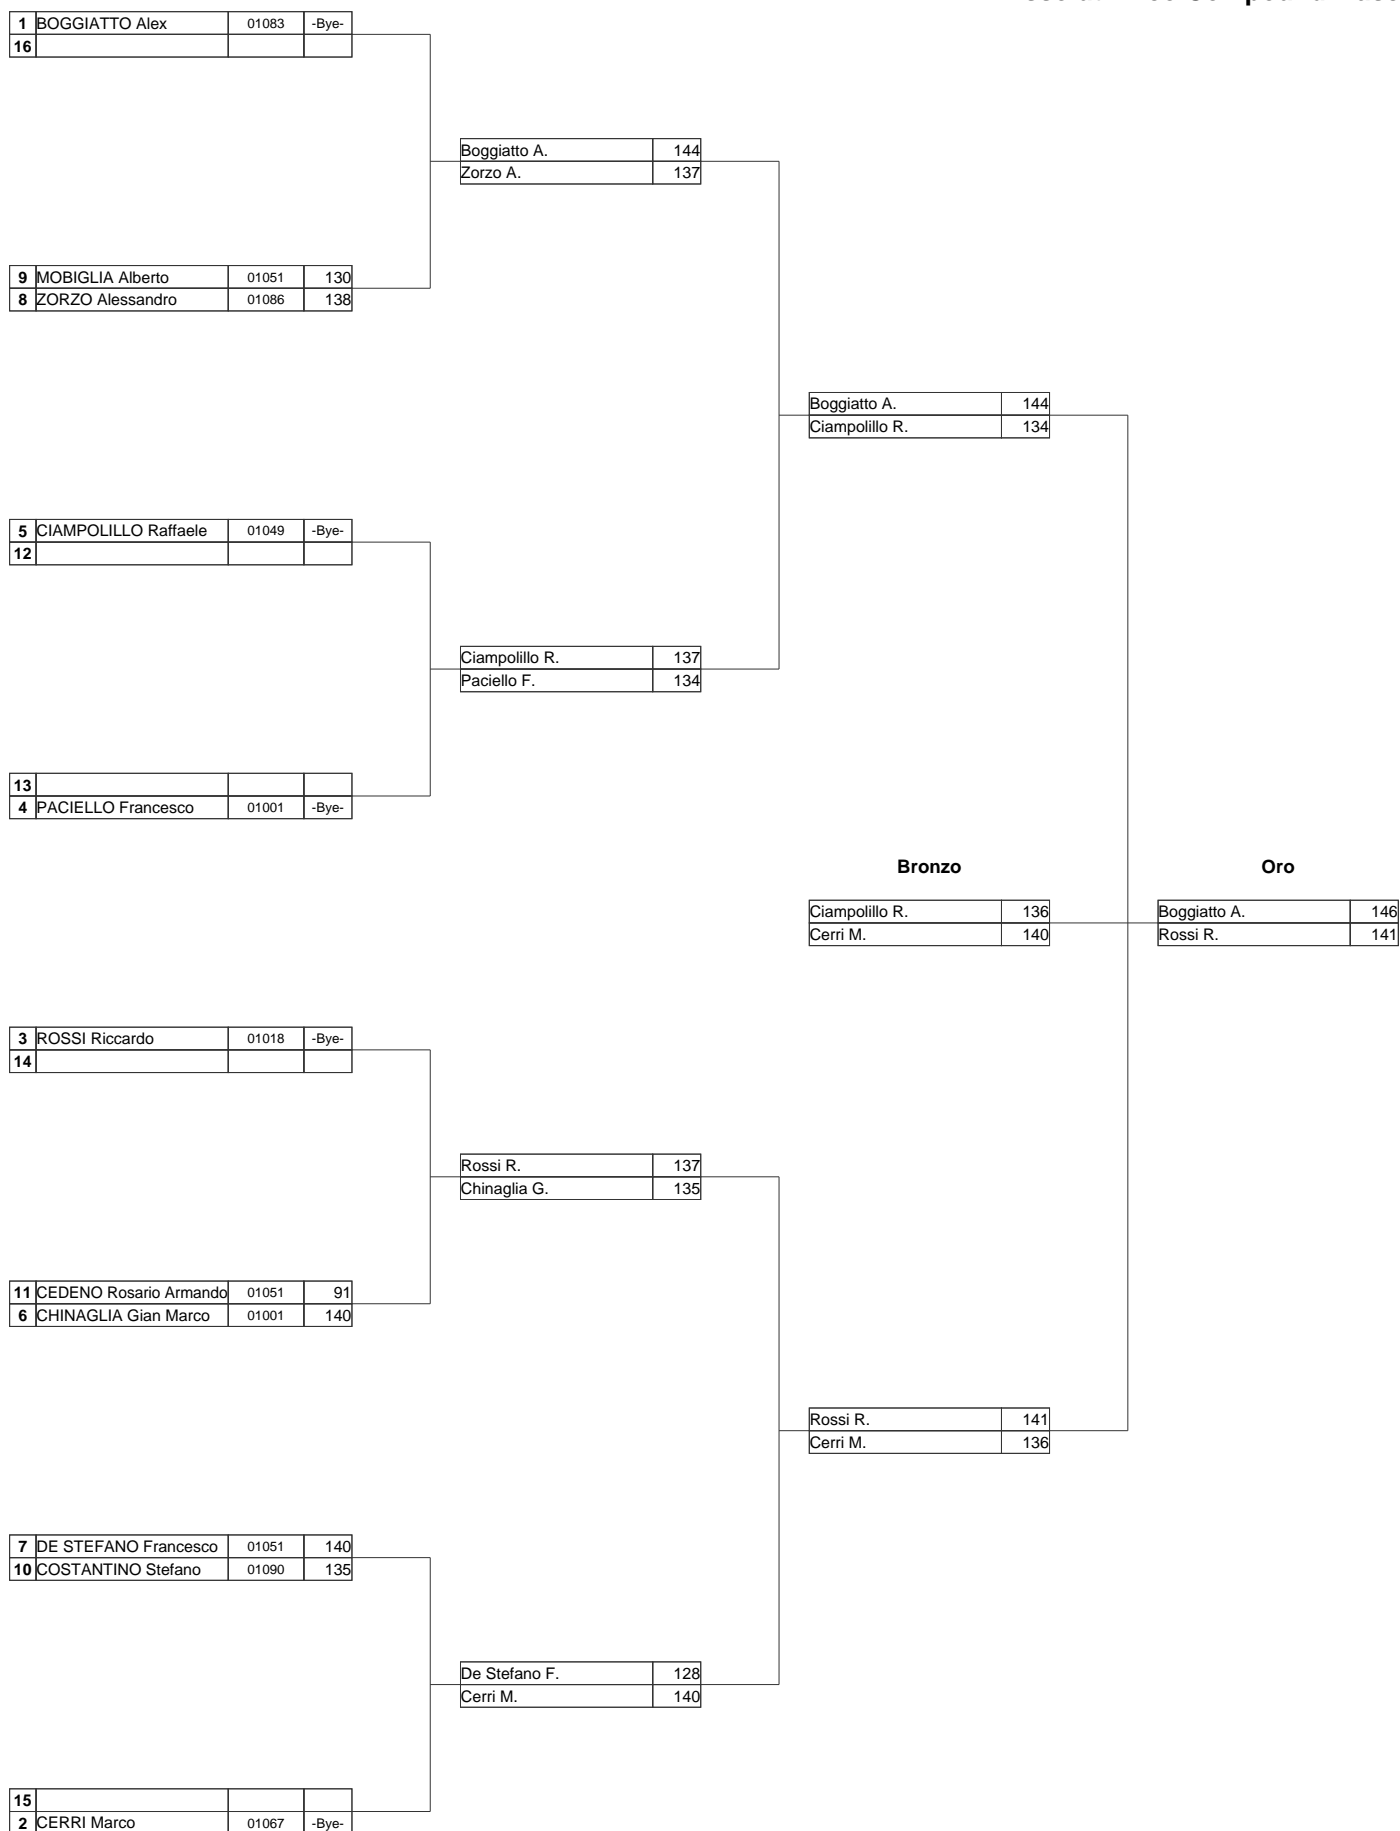 1 BOGGIATTO Alex 01083 -Bye-
16
Boggiatto A. 144
Zorzo A. 137
9 MOBIGLIA Alberto 01051 130
8 ZORZO Alessandro 01086 138
Boggiatto A. 144
Ciampolillo R. 134
5 CIAMPOLILLO Raffaele 01049 -Bye-
12
Ciampolillo R. 137
Paciello F. 134
13
4 PACIELLO Francesco 01001 -Bye-
Bronzo Oro
Ciampolillo R. 136 Boggiatto A. 146
Cerri M. 140 Rossi R. 141
3 ROSSI Riccardo 01018 -Bye-
14
Rossi R. 137
Chinaglia G. 135
11 CEDENO Rosario Armando 01051 91
6 CHINAGLIA Gian Marco 01001 140
Rossi R. 141
Cerri M. 136
7 DE STEFANO Francesco 01051 140
10 COSTANTINO Stefano 01090 135
De Stefano F. 128
Cerri M. 140
15
2 CERRI Marco 01067 -Bye-